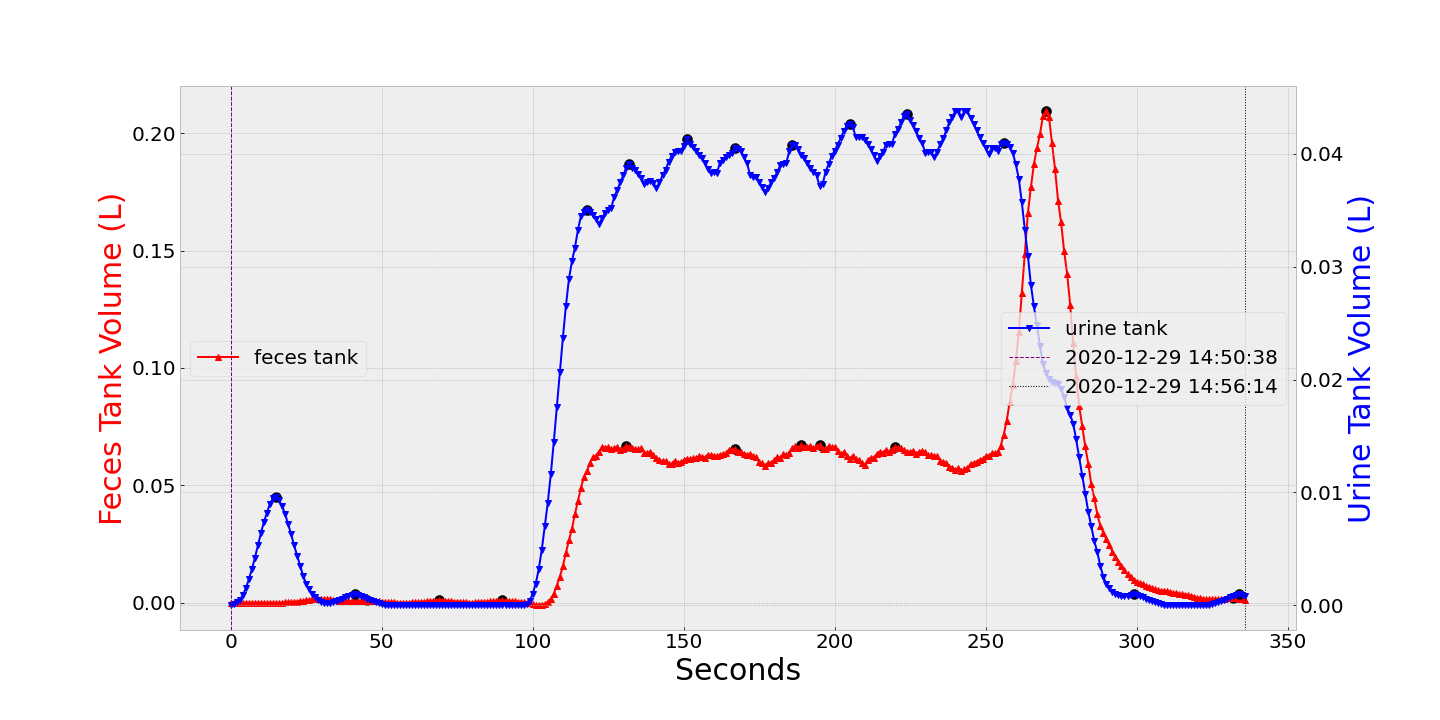 Feces Tank Volume (L)
0.20
0.15
0.10
0.05
0.00
feces tank
urine tank
2020-12-29 14:50:38
2020-12-29 14:56:14
0.04
0.03
0.02
0.01
0.00
Urine Tank Volume (L)
0 50 100 150 200 250 300 350
Seconds